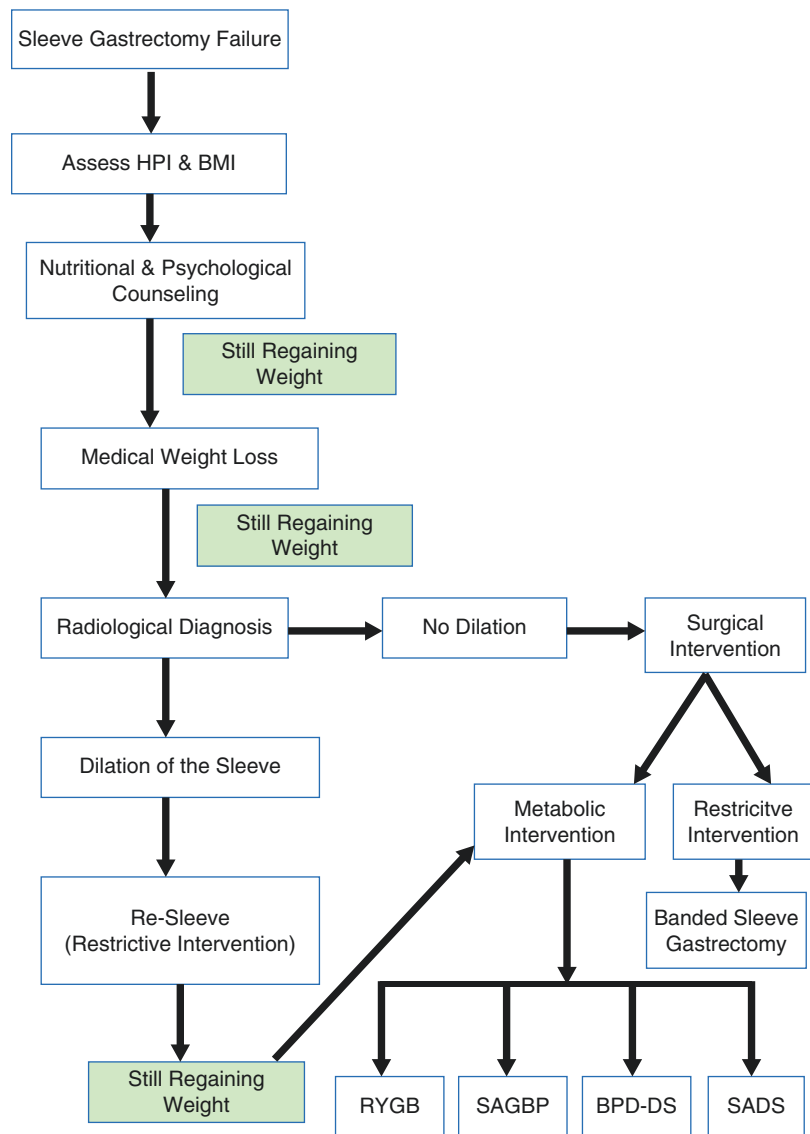 Sleeve Gastrectomy Failure
Assess HPI & BMI
Nutritional & Psychological
Counseling
Still Regaining
Weight
Medical Weight Loss
Still Regaining
Weight
Radiological Diagnosis
No Dilation
Surgical
Intervention
Dilation of the Sleeve
Metabolic
Intervention
Restricitve
Intervention
Re-Sleeve
(Restrictive Intervention)
Banded Sleeve
Gastrectomy
Still Regaining
Weight
RYGB
SAGBP
BPD-DS
SADS